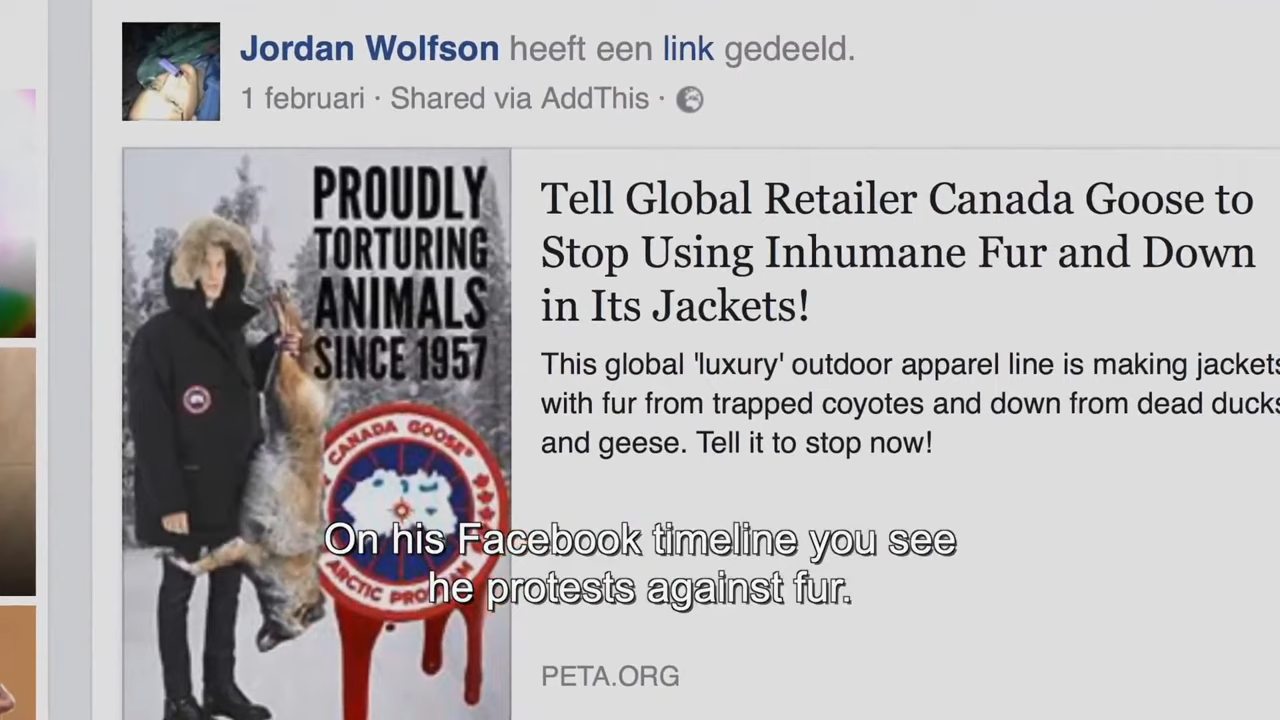 Jordan Wolfson heeft een link gedeeld.
1 februari · Shared via AddThis ·
PROUDLY
TORTURING
ANIMALS
SINCE 1957
CANADA GOOSE
ARCTIC PROGRAM
Tell Global Retailer Canada Goose to
Stop Using Inhumane Fur and Down
in Its Jackets!
This global 'luxury' outdoor apparel line is making jackets
with fur from trapped coyotes and down from dead ducks
and geese. Tell it to stop now!
On his Facebook timeline you see
he protests against fur.
PETA.ORG